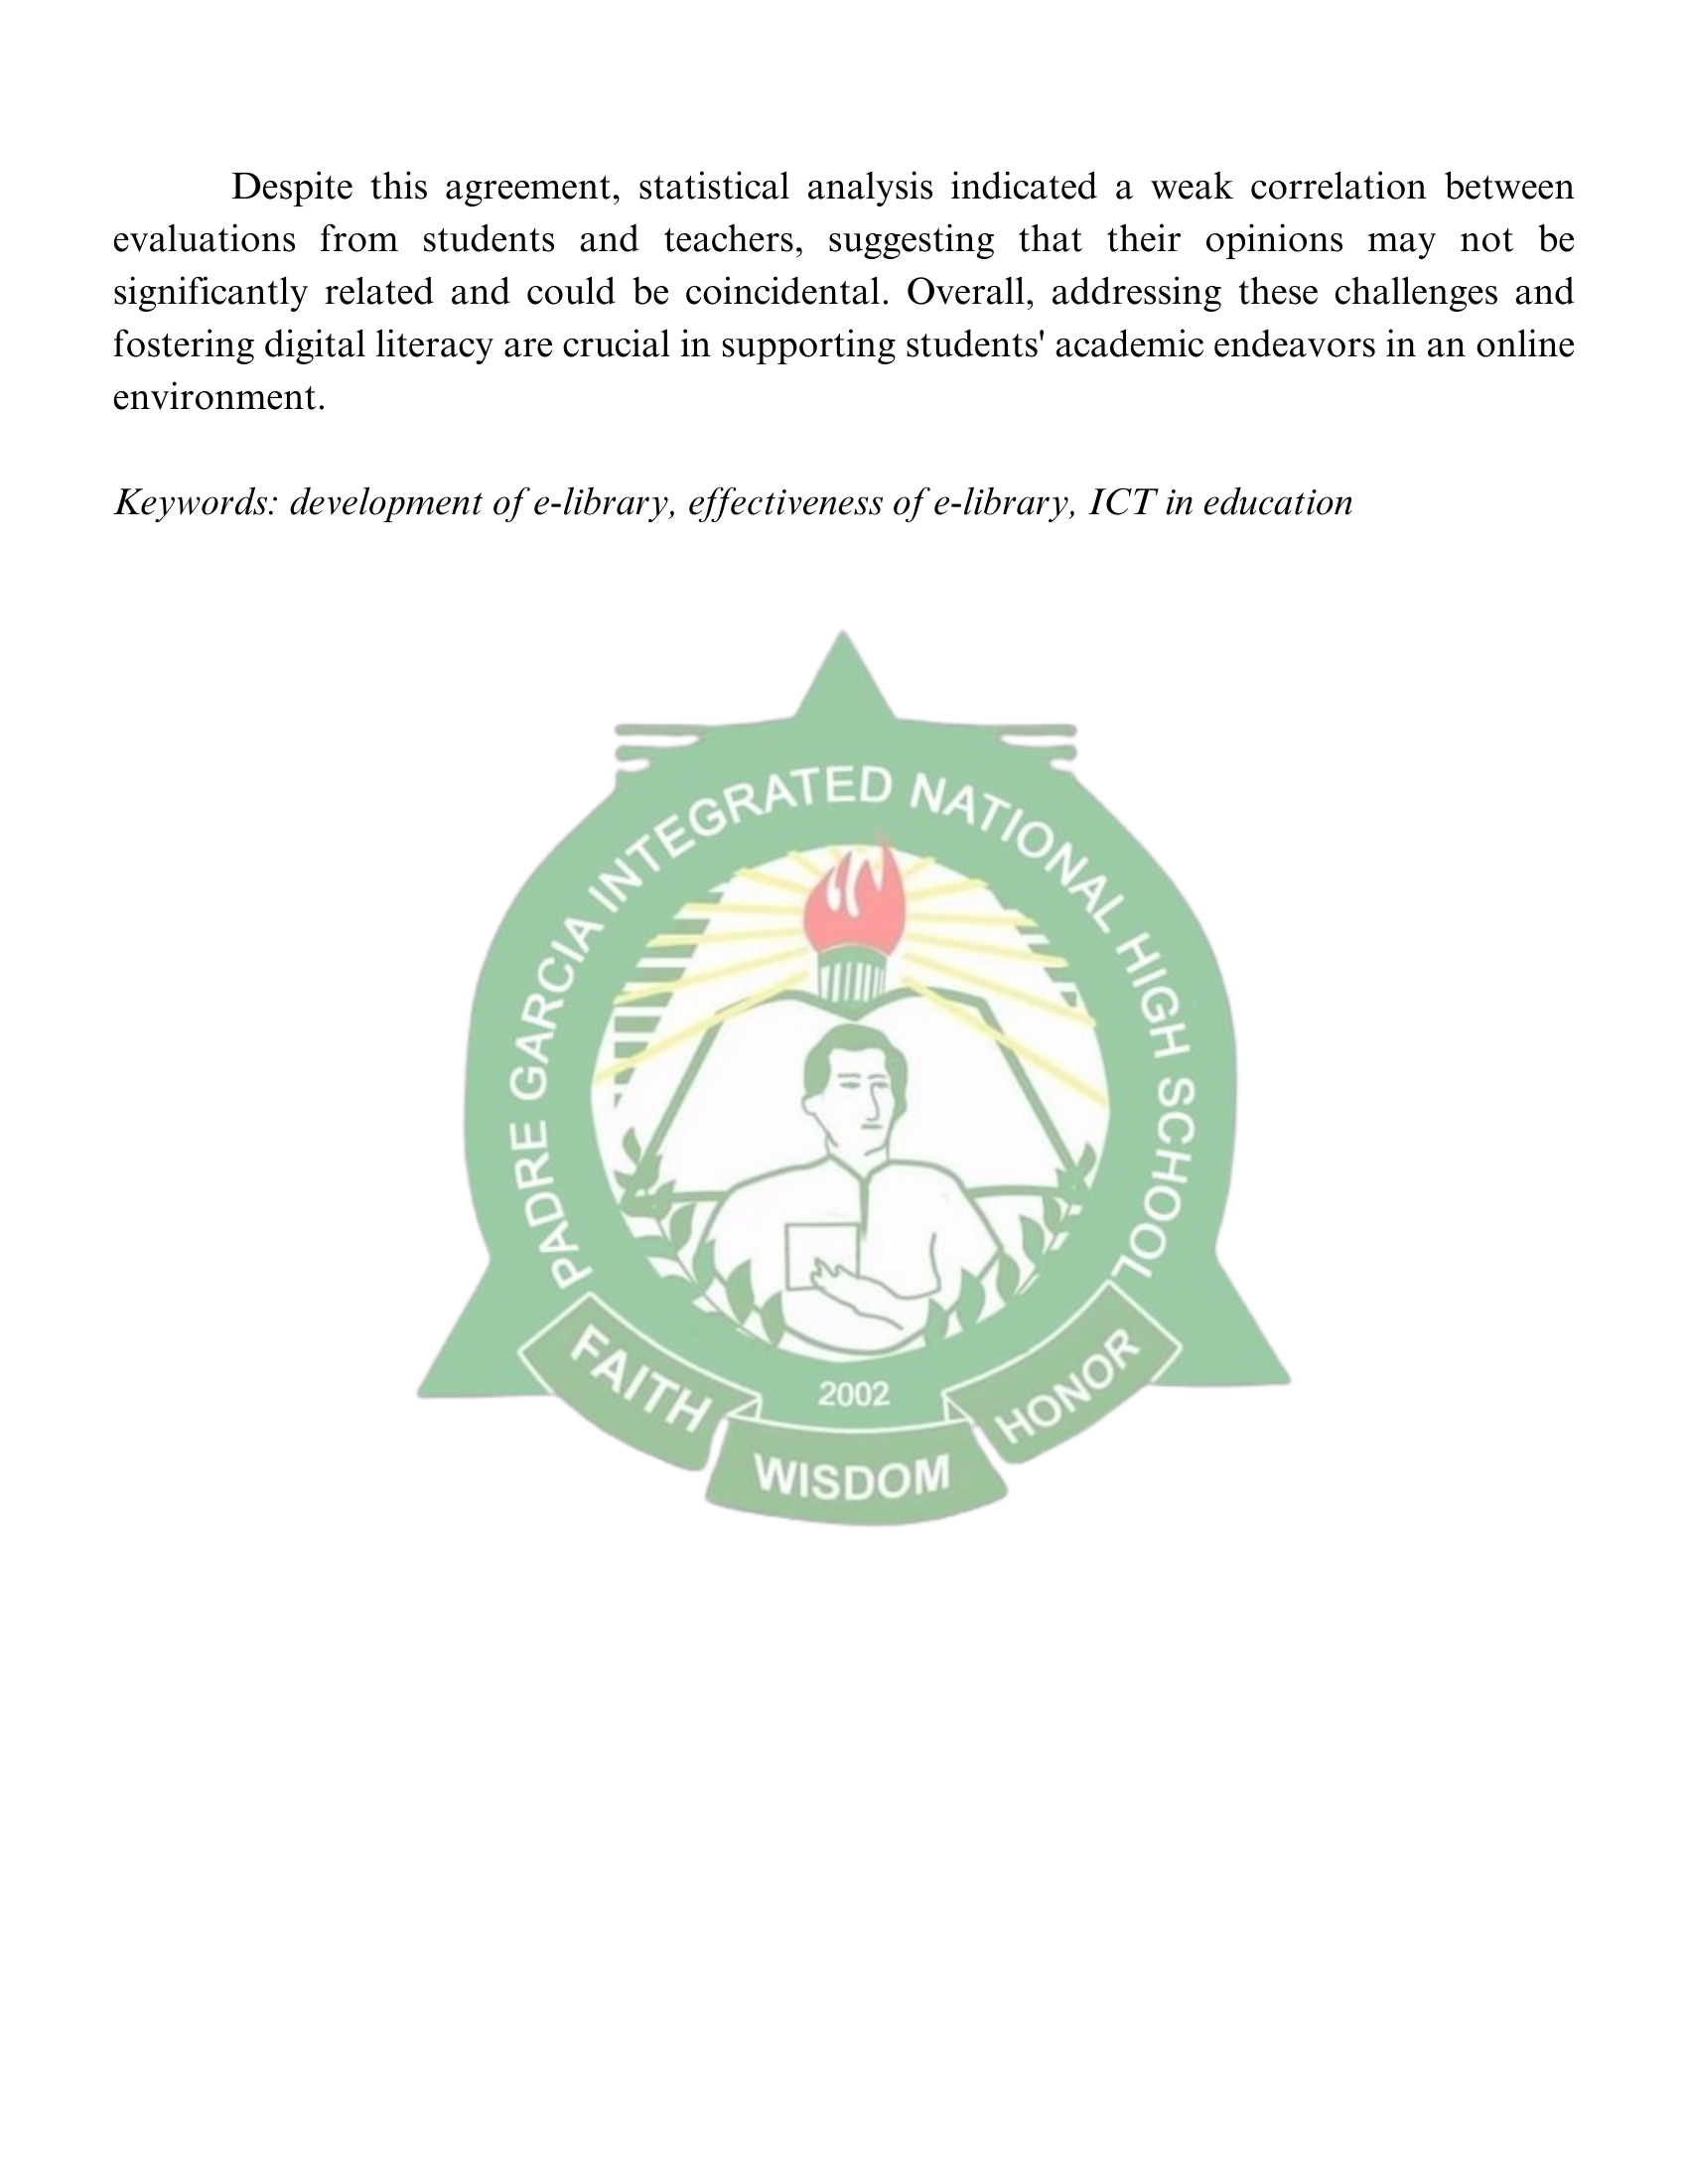 Despite this agreement, statistical analysis indicated a weak correlation between
evaluations from students and teachers, suggesting that their opinions may not be
significantly related and could be coincidental. Overall, addressing these challenges and
fostering digital literacy are crucial in supporting students' academic endeavors in an online
environment.
Keywords: development of e-library, effectiveness of e-library, ICT in education
PADRE GARCIA INTEGRATED NATIONAL HIGH SCHOOL
2002
FAITH
WISDOM
HONOR